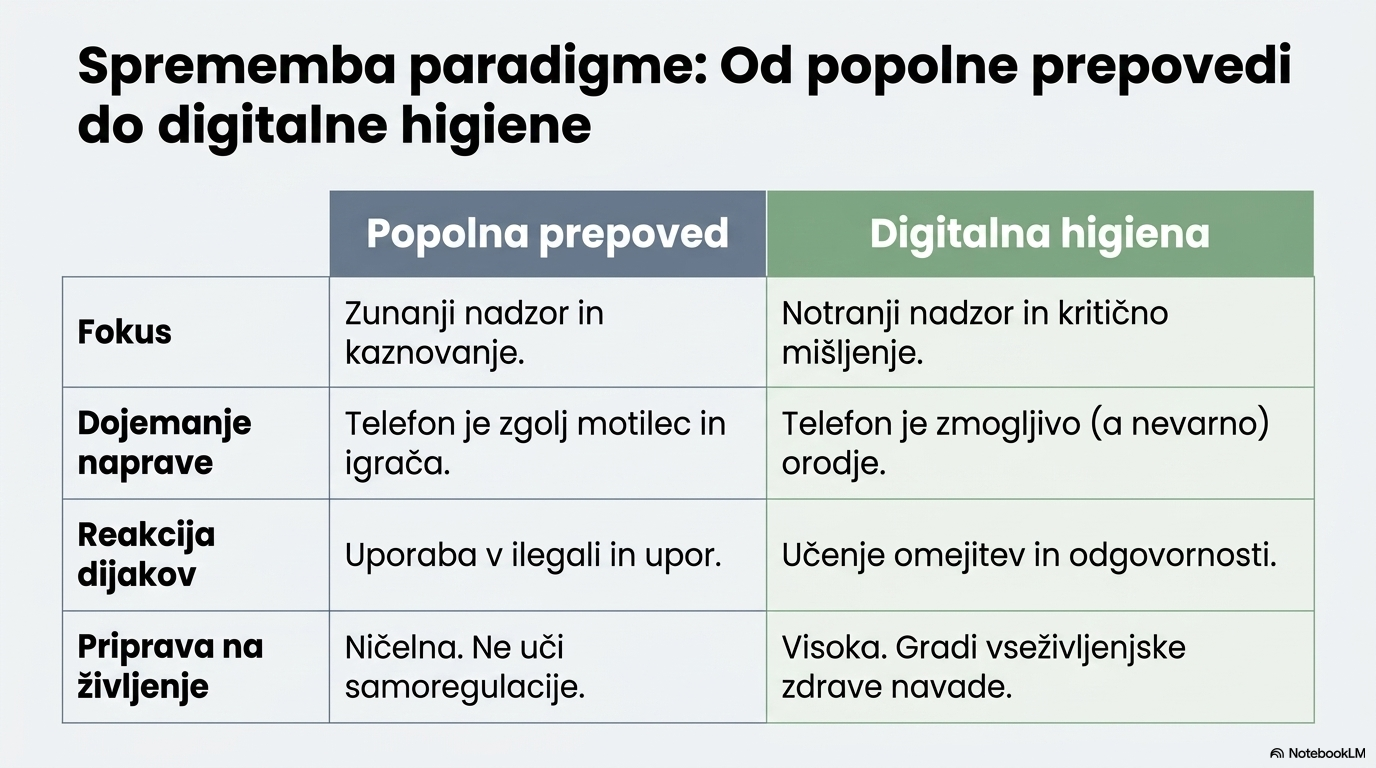 Sprememba paradigme: Od popolne prepovedi
do digitalne higiene
Popolna prepoved
Digitalna higiena
Fokus
Zunanji nadzor in
kaznovanje.
Notranji nadzor in kritično
mišljenje.
Dojemanje
naprave
Telefon je zgolj motilec in
igrača.
Telefon je zmogljivo (a nevarno)
orodje.
Reakcija
dijakov
Uporaba v ilegali in upor.
Učenje omejitev in odgovornosti.
Priprava na
življenje
Ničelna. Ne uči
samoregulacije.
Visoka. Gradi vseživljenjske
zdrave navade.
NotebookLM